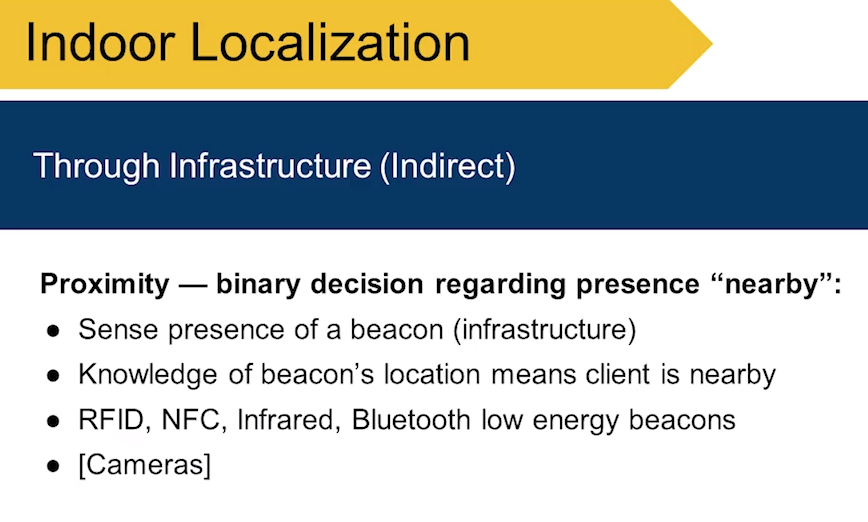 Indoor Localization
Through Infrastructure (Indirect)
Proximity — binary decision regarding presence “nearby”:
● Sense presence of a beacon (infrastructure)
● Knowledge of beacon’s location means client is nearby
● RFID, NFC, Infrared, Bluetooth low energy beacons
● [Cameras]